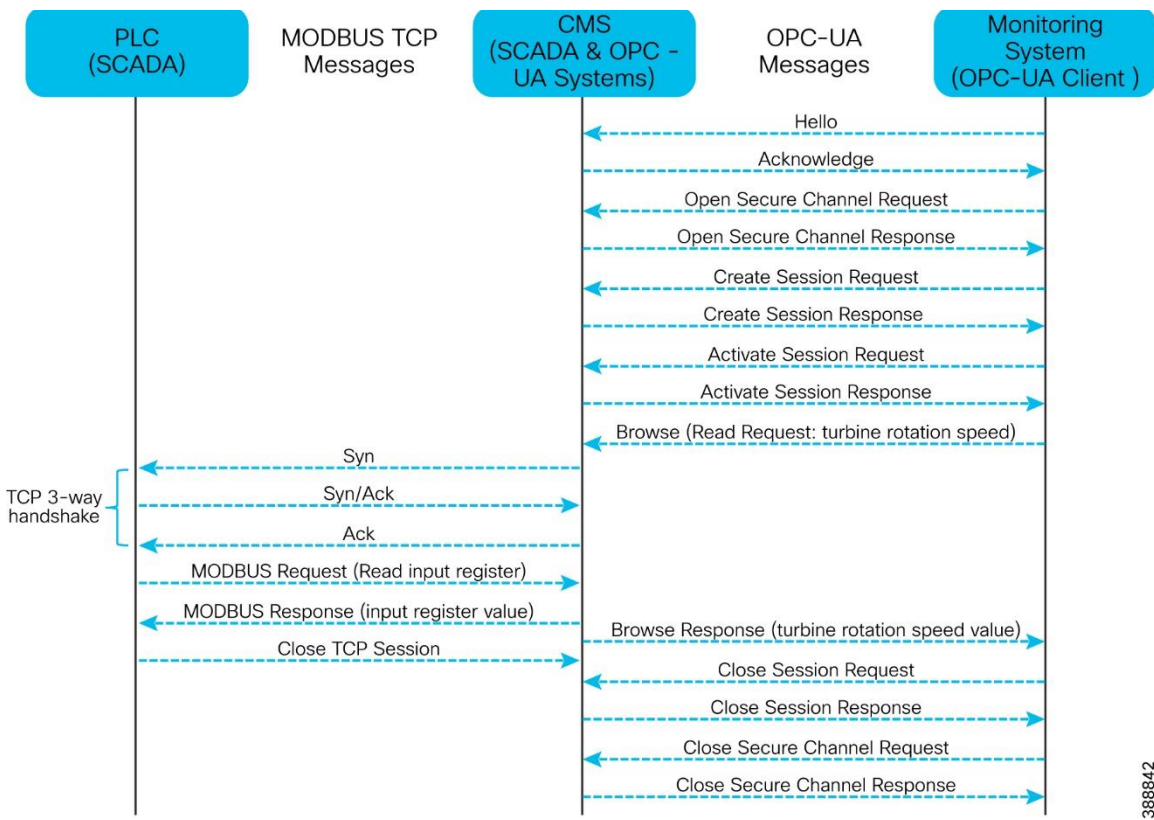 PLC
(SCADA)
MODBUS TCP
Messages
CMS
(SCADA & OPC -
UA Systems)
OPC-UA
Messages
Monitoring
System
(OPC-UA Client )
Hello
Acknowledge
Open Secure Channel Request
Open Secure Channel Response
Create Session Request
Create Session Response
Activate Session Request
Activate Session Response
Browse (Read Request: turbine rotation speed)
Syn
TCP 3-way
handshake
Syn/Ack
Ack
MODBUS Request (Read input register)
MODBUS Response (input register value)
Browse Response (turbine rotation speed value)
Close TCP Session
Close Session Request
Close Session Response
Close Secure Channel Request
Close Secure Channel Response
388842